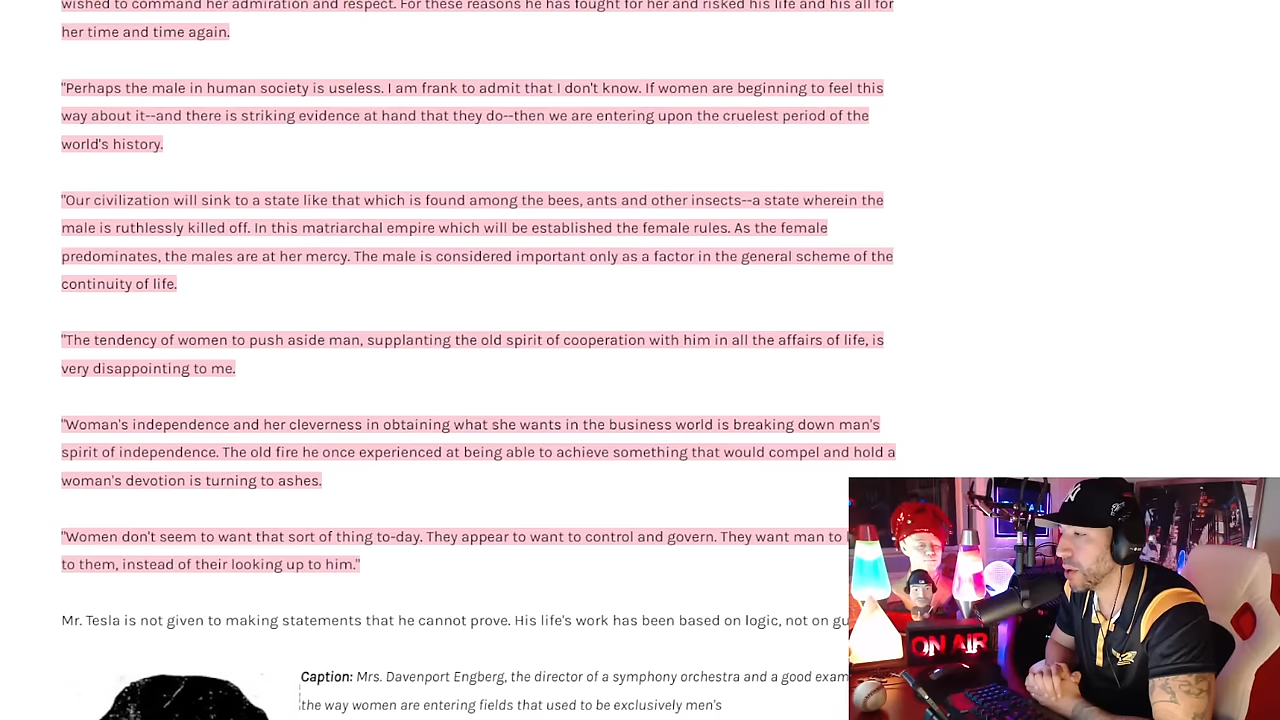 wished to command her admiration and respect. For these reasons he has fought for her and risked his life and his all for
her time and time again.
"Perhaps the male in human society is useless. I am frank to admit that I don't know. If women are beginning to feel this
way about it--and there is striking evidence at hand that they do--then we are entering upon the cruelest period of the
world's history.
"Our civilization will sink to a state like that which is found among the bees, ants and other insects--a state wherein the
male is ruthlessly killed off. In this matriarchal empire which will be established the female rules. As the female
predominates, the males are at her mercy. The male is considered important only as a factor in the general scheme of the
continuity of life.
"The tendency of women to push aside man, supplanting the old spirit of cooperation with him in all the affairs of life, is
very disappointing to me.
"Woman's independence and her cleverness in obtaining what she wants in the business world is breaking down man's
spirit of independence. The old fire he once experienced at being able to achieve something that would compel and hold a
woman's devotion is turning to ashes.
"Women don't seem to want that sort of thing to-day. They appear to want to control and govern. They want man to
to them, instead of their looking up to him."
Mr. Tesla is not given to making statements that he cannot prove. His life's work has been based on logic, not on
Caption: Mrs. Davenport Engberg, the director of a symphony orchestra and a good
the way women are entering fields that used to be exclusively men's
ON AIR